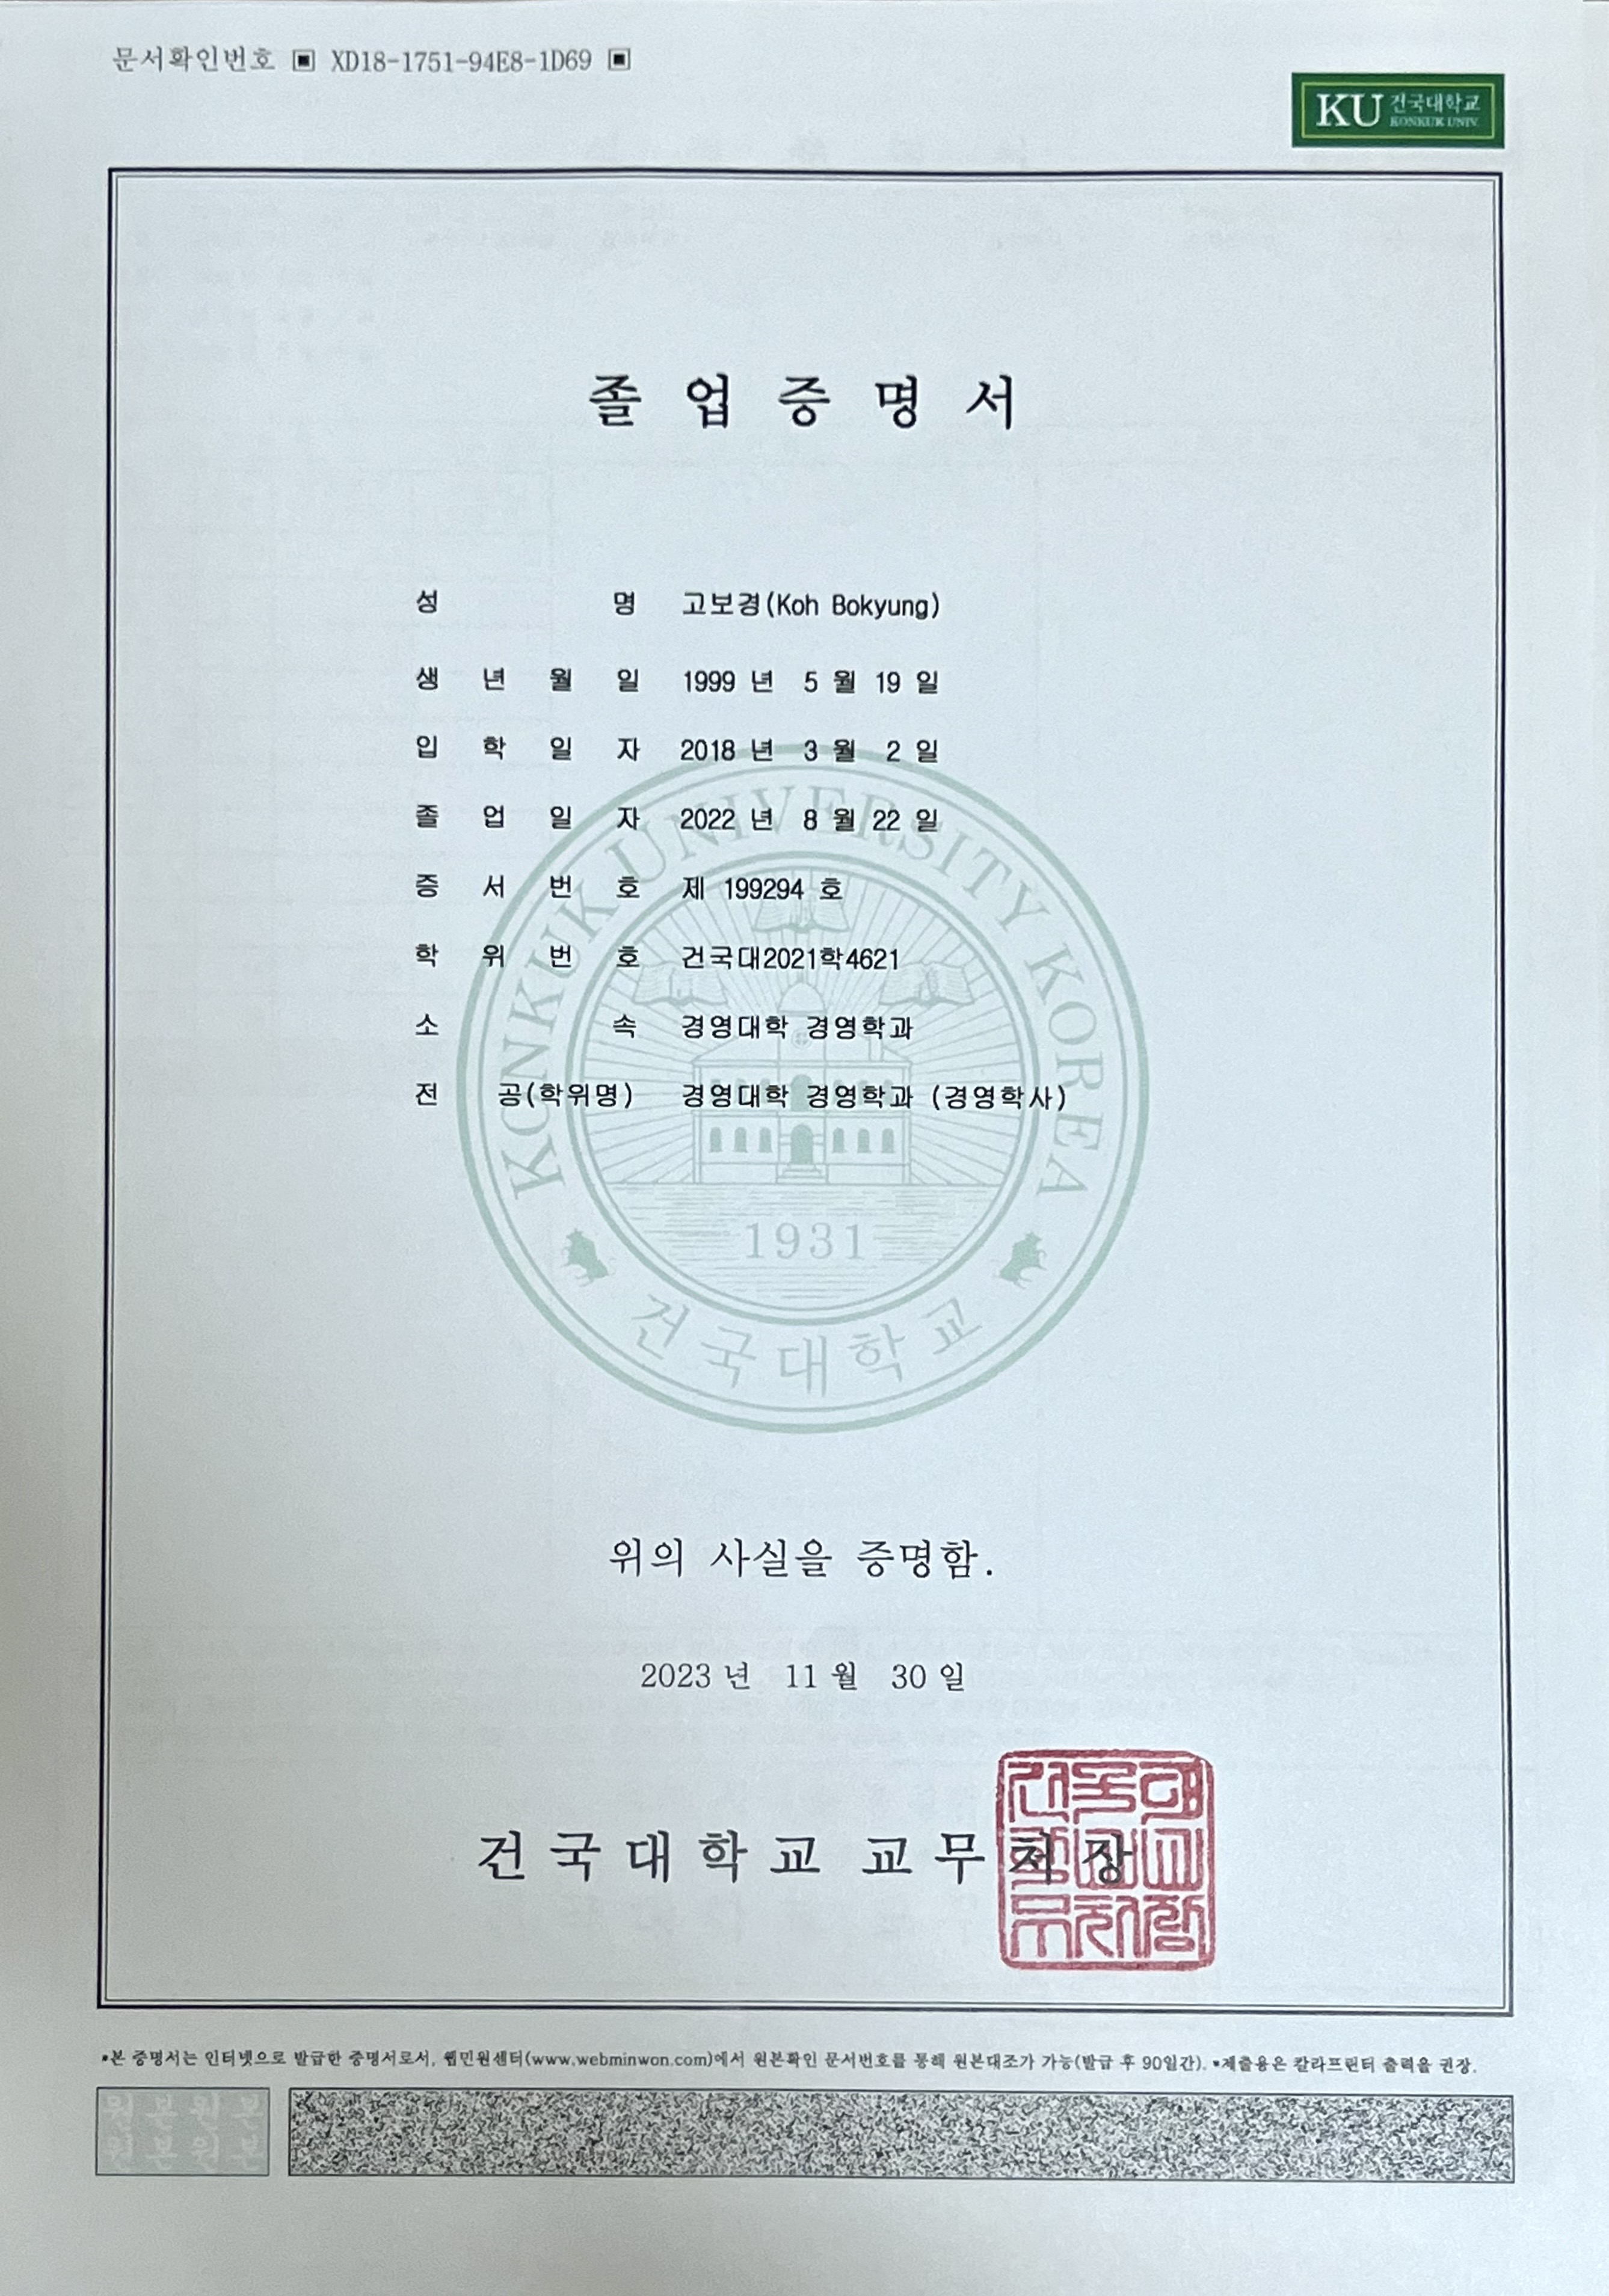 문서확인번호 ▣ XD18-1751-94E8-1D69 ▣
KU 건국대학교
KONKUK UNIV.
졸 업 증 명 서
성 명 고보경(Koh Bokyung)
생 년 월 일 1999 년 5 월 19 일
입 학 일 자 2018 년 3 월 2 일
졸 업 일 자 2022 년 8 월 22 일
증 서 번 호 제 199294 호
학 위 번 호 건국대2021학4621
소 속 경영대학 경영학과
전 공(학위명) 경영대학 경영학과 (경영학사)
KONKUK UNIVERSITY KOREA
1931
건국대학교
위의 사실을 증명함.
2023 년 11 월 30 일
건 국 대 학 교 교 무 처 장
*본 증명서는 인터넷으로 발급한 증명서로서, 웹민원센터(www.webminwon.com)에서 원본확인 문서번호를 통해 원본대조가 가능(발급 후 90일간). *제출용은 칼라프린터 출력을 권장.
원 본 원 본
원 본 원 본